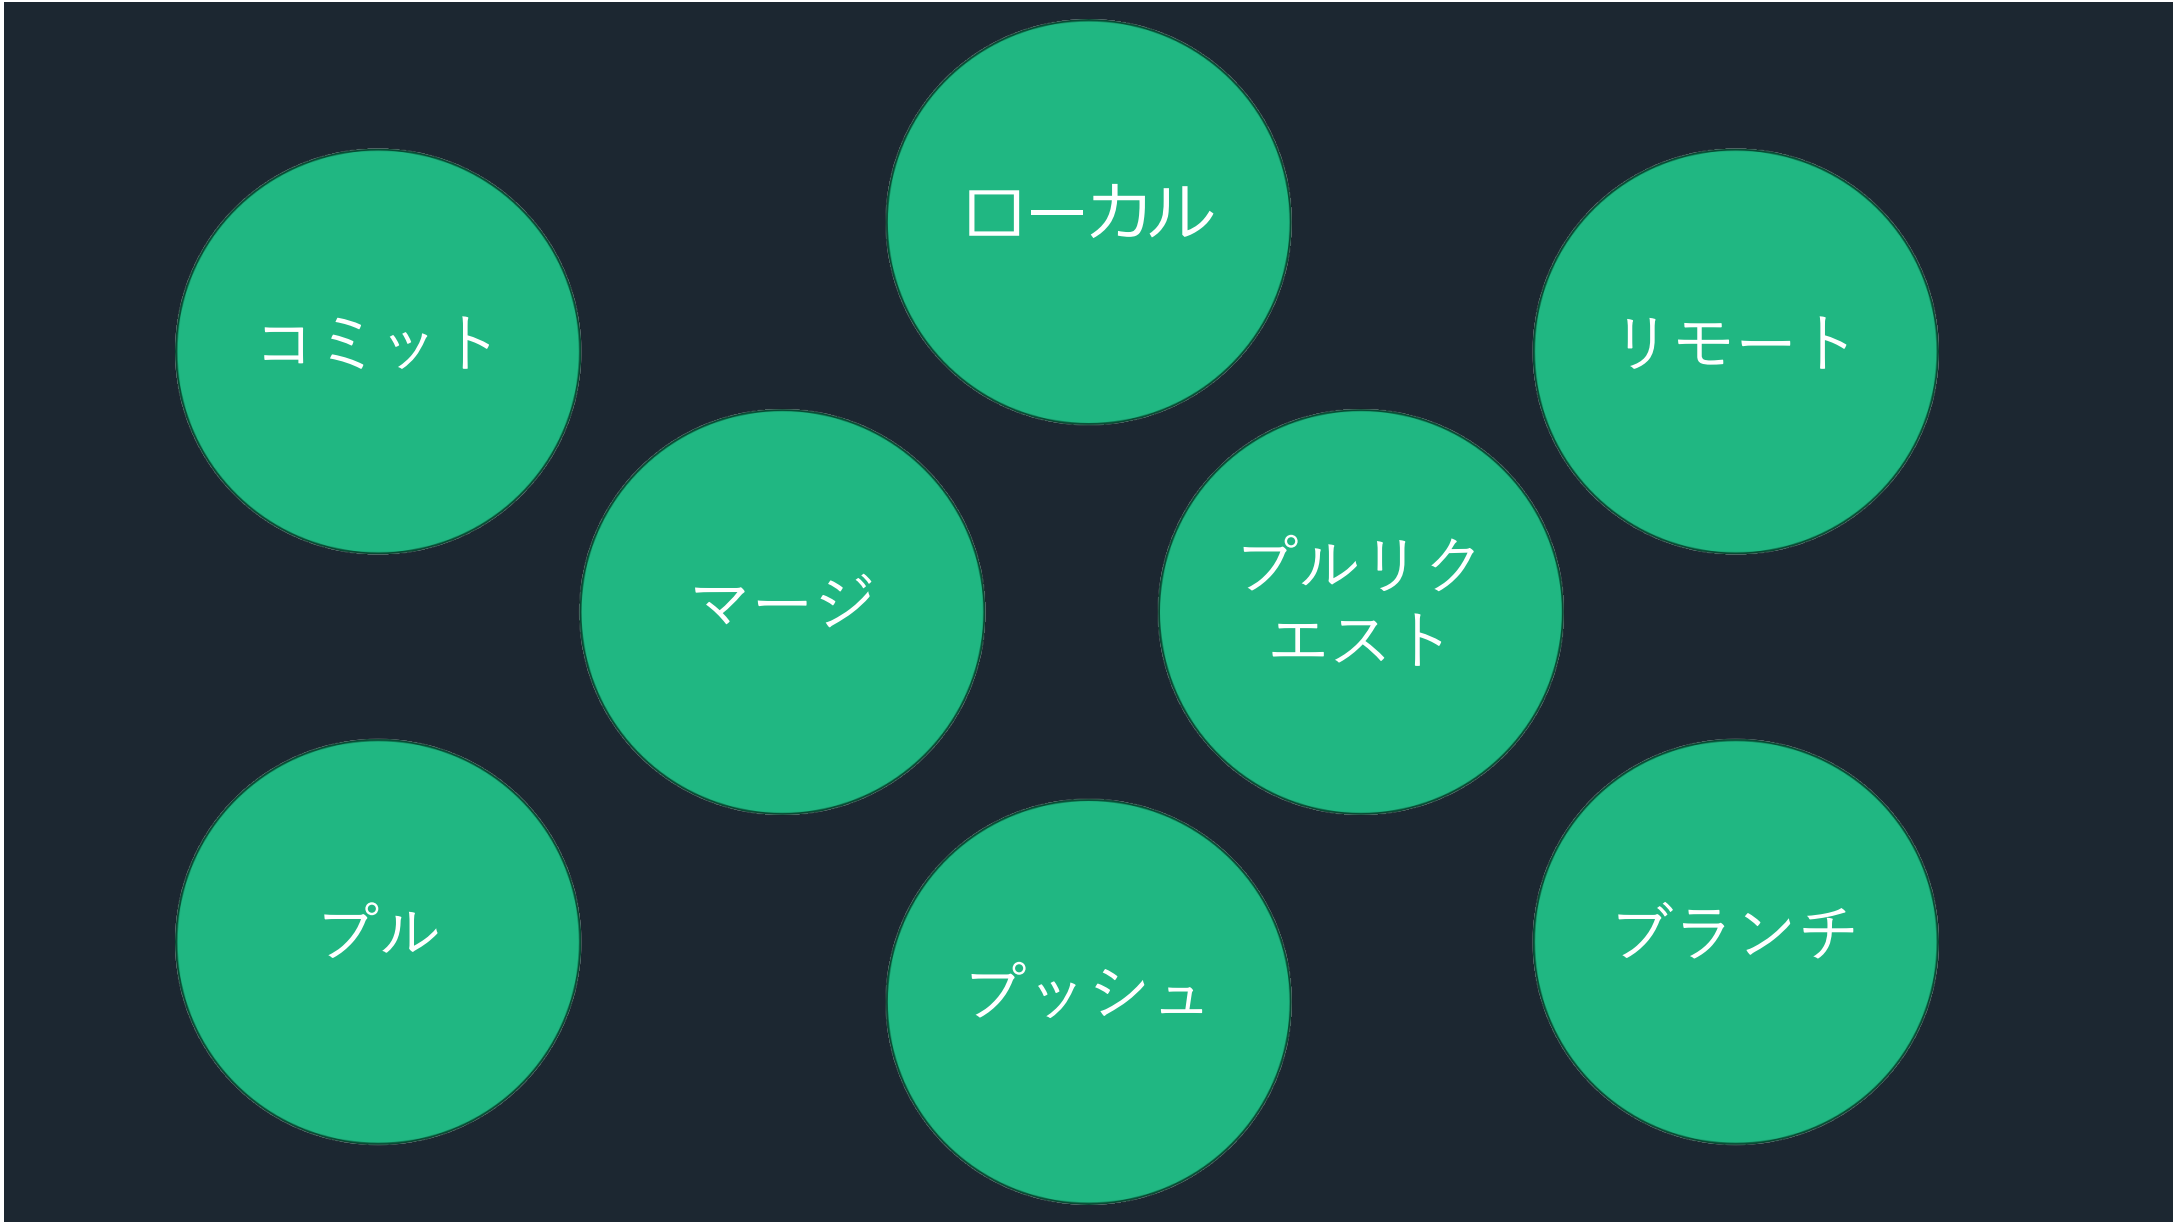 ローカル
コミット
リモート
マージ
プルリク
エスト
プル
プッシュ
ブランチ